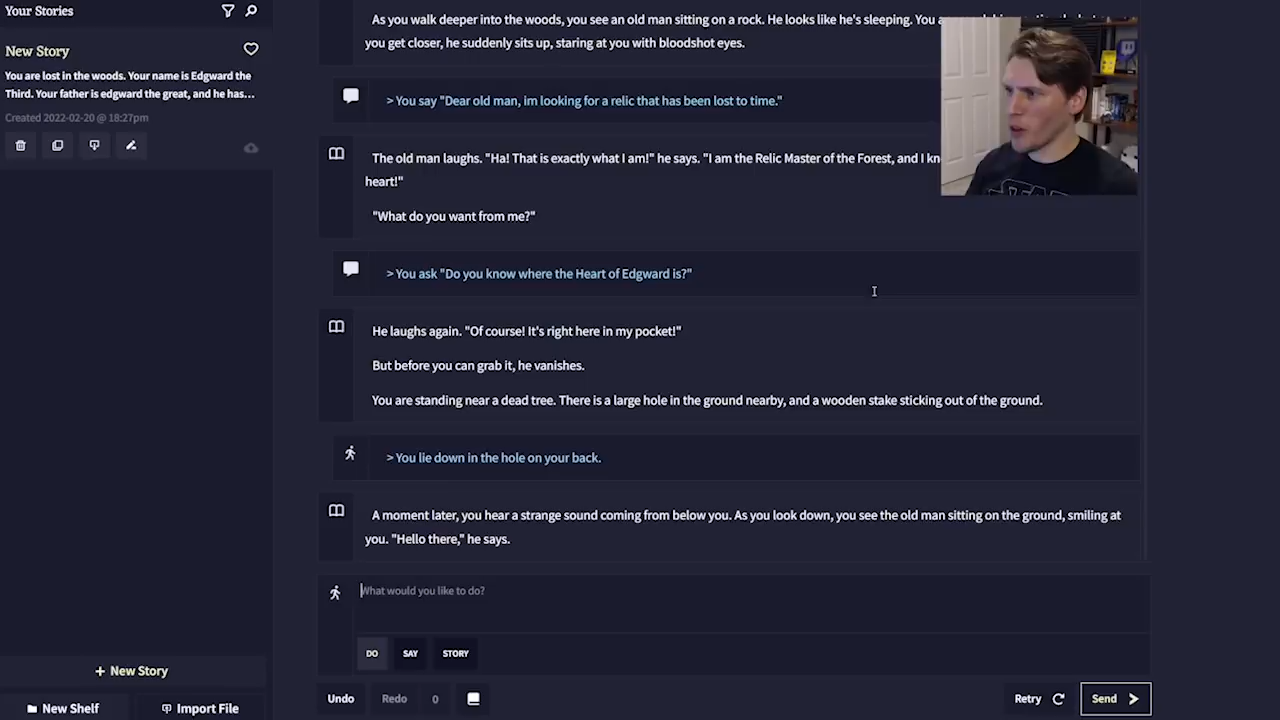 Your Stories
New Story
You are lost in the woods. Your name is Edgward the
Third. Your father is edgward the great, and he has...
Created 2022-02-20 @ 18:27pm
+ New Story
New Shelf
Import File
As you walk deeper into the woods, you see an old man sitting on a rock. He looks like he's sleeping. You
you get closer, he suddenly sits up, staring at you with bloodshot eyes.
> You say "Dear old man, im looking for a relic that has been lost to time."
The old man laughs. "Ha! That is exactly what I am!" he says. "I am the Relic Master of the Forest, and I
heart!"
"What do you want from me?"
> You ask "Do you know where the Heart of Edgward is?"
He laughs again. "Of course! It's right here in my pocket!"
But before you can grab it, he vanishes.
You are standing near a dead tree. There is a large hole in the ground nearby, and a wooden stake sticking out of the ground.
> You lie down in the hole on your back.
A moment later, you hear a strange sound coming from below you. As you look down, you see the old man sitting on the ground, smiling at
you. "Hello there," he says.
What would you like to do?
DO SAY STORY
Undo Redo 0 Retry Send